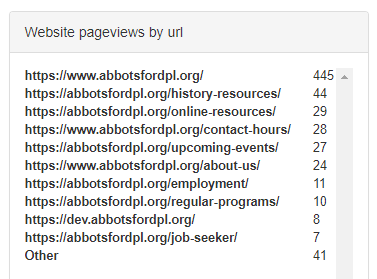 Website pageviews by url
https://www.abbotsfordpl.org/ 445
https://abbotsfordpl.org/history-resources/ 44
https://abbotsfordpl.org/online-resources/ 29
https://www.abbotsfordpl.org/contact-hours/ 28
https://abbotsfordpl.org/upcoming-events/ 27
https://www.abbotsfordpl.org/about-us/ 24
https://abbotsfordpl.org/employment/ 11
https://abbotsfordpl.org/regular-programs/ 10
https://dev.abbotsfordpl.org/ 8
https://abbotsfordpl.org/job-seeker/ 7
Other 41